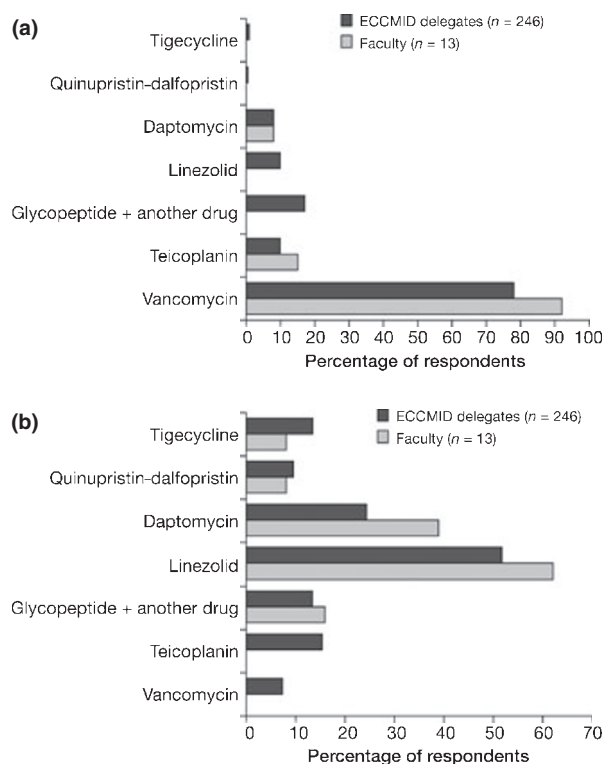 (a)
ECCMID delegates (n = 246)
Faculty (n = 13)
Tigecycline
Quinupristin-dalfopristin
Daptomycin
Linezolid
Glycopeptide + another drug
Teicoplanin
Vancomycin
0 10 20 30 40 50 60 70 80 90 100
Percentage of respondents
(b)
ECCMID delegates (n = 246)
Faculty (n = 13)
Tigecycline
Quinupristin-dalfopristin
Daptomycin
Linezolid
Glycopeptide + another drug
Teicoplanin
Vancomycin
0 10 20 30 40 50 60 70
Percentage of respondents